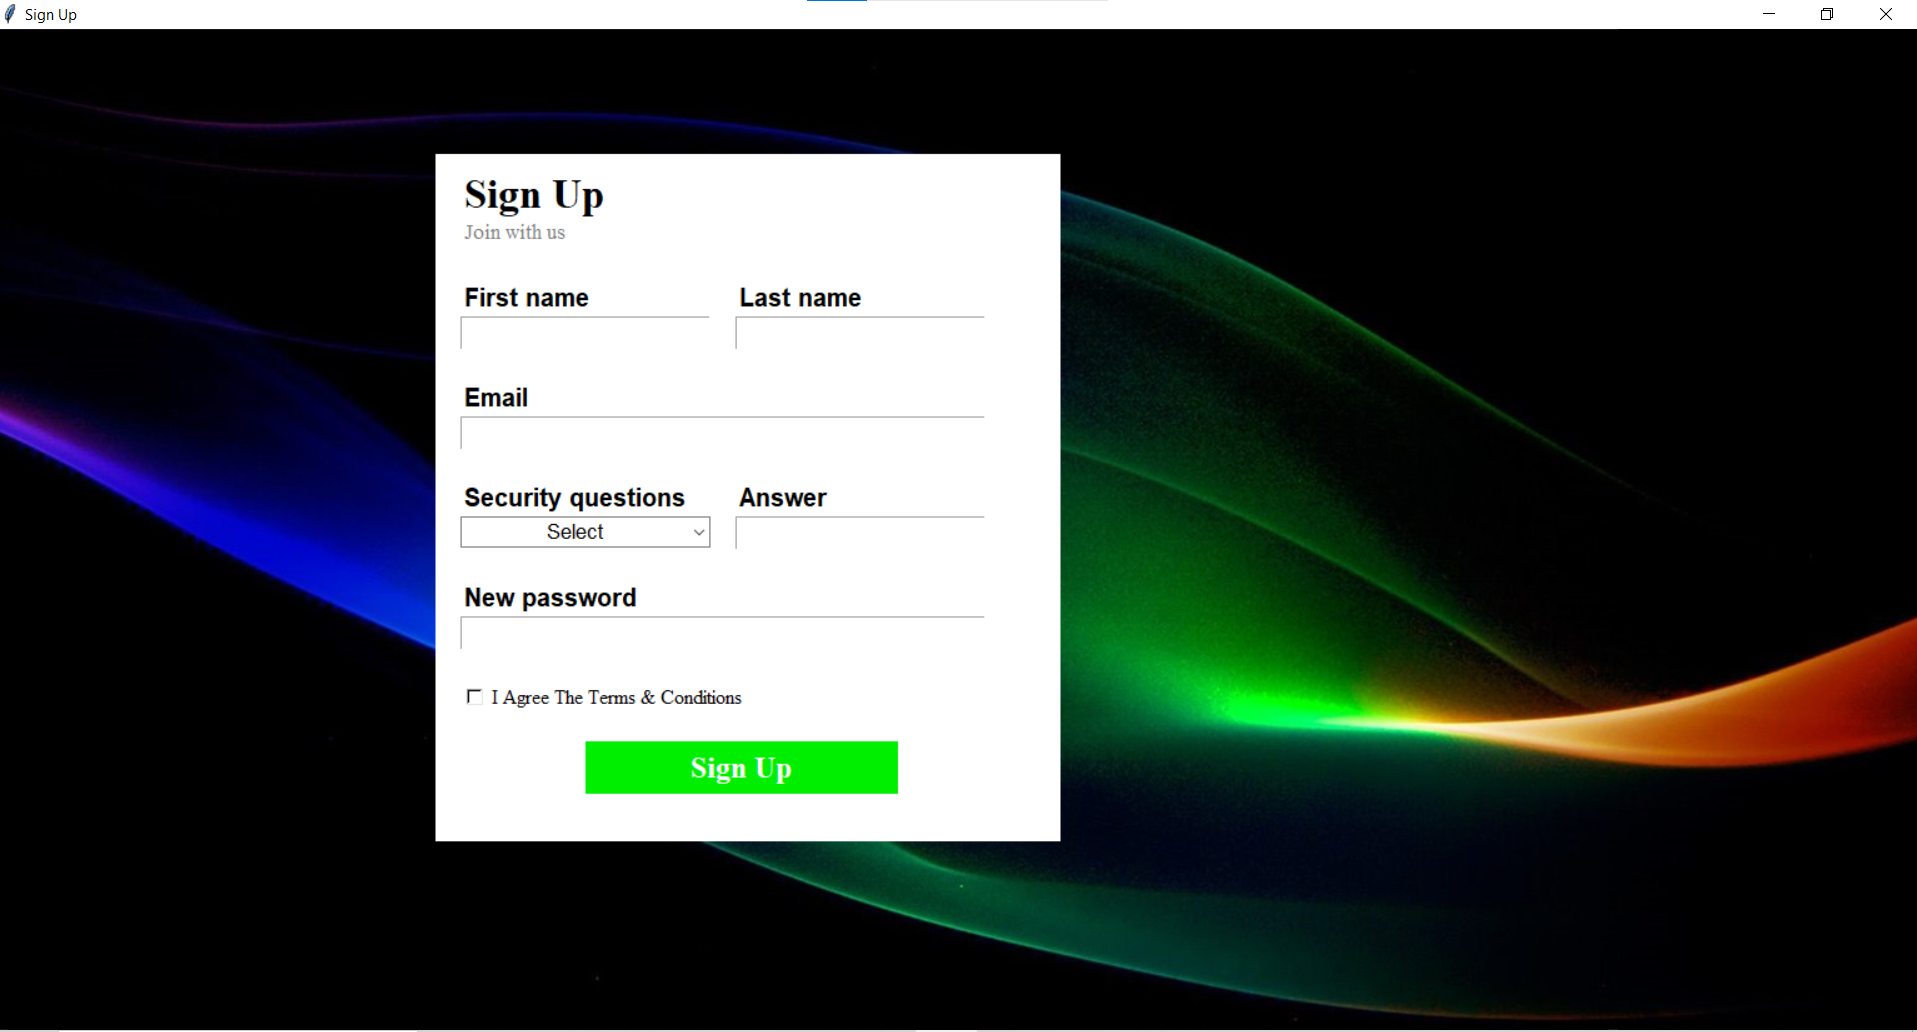 Sign Up
Sign Up
Join with us
First name Last name
Email
Security questions Answer
Select
New password
I Agree The Terms & Conditions
Sign Up